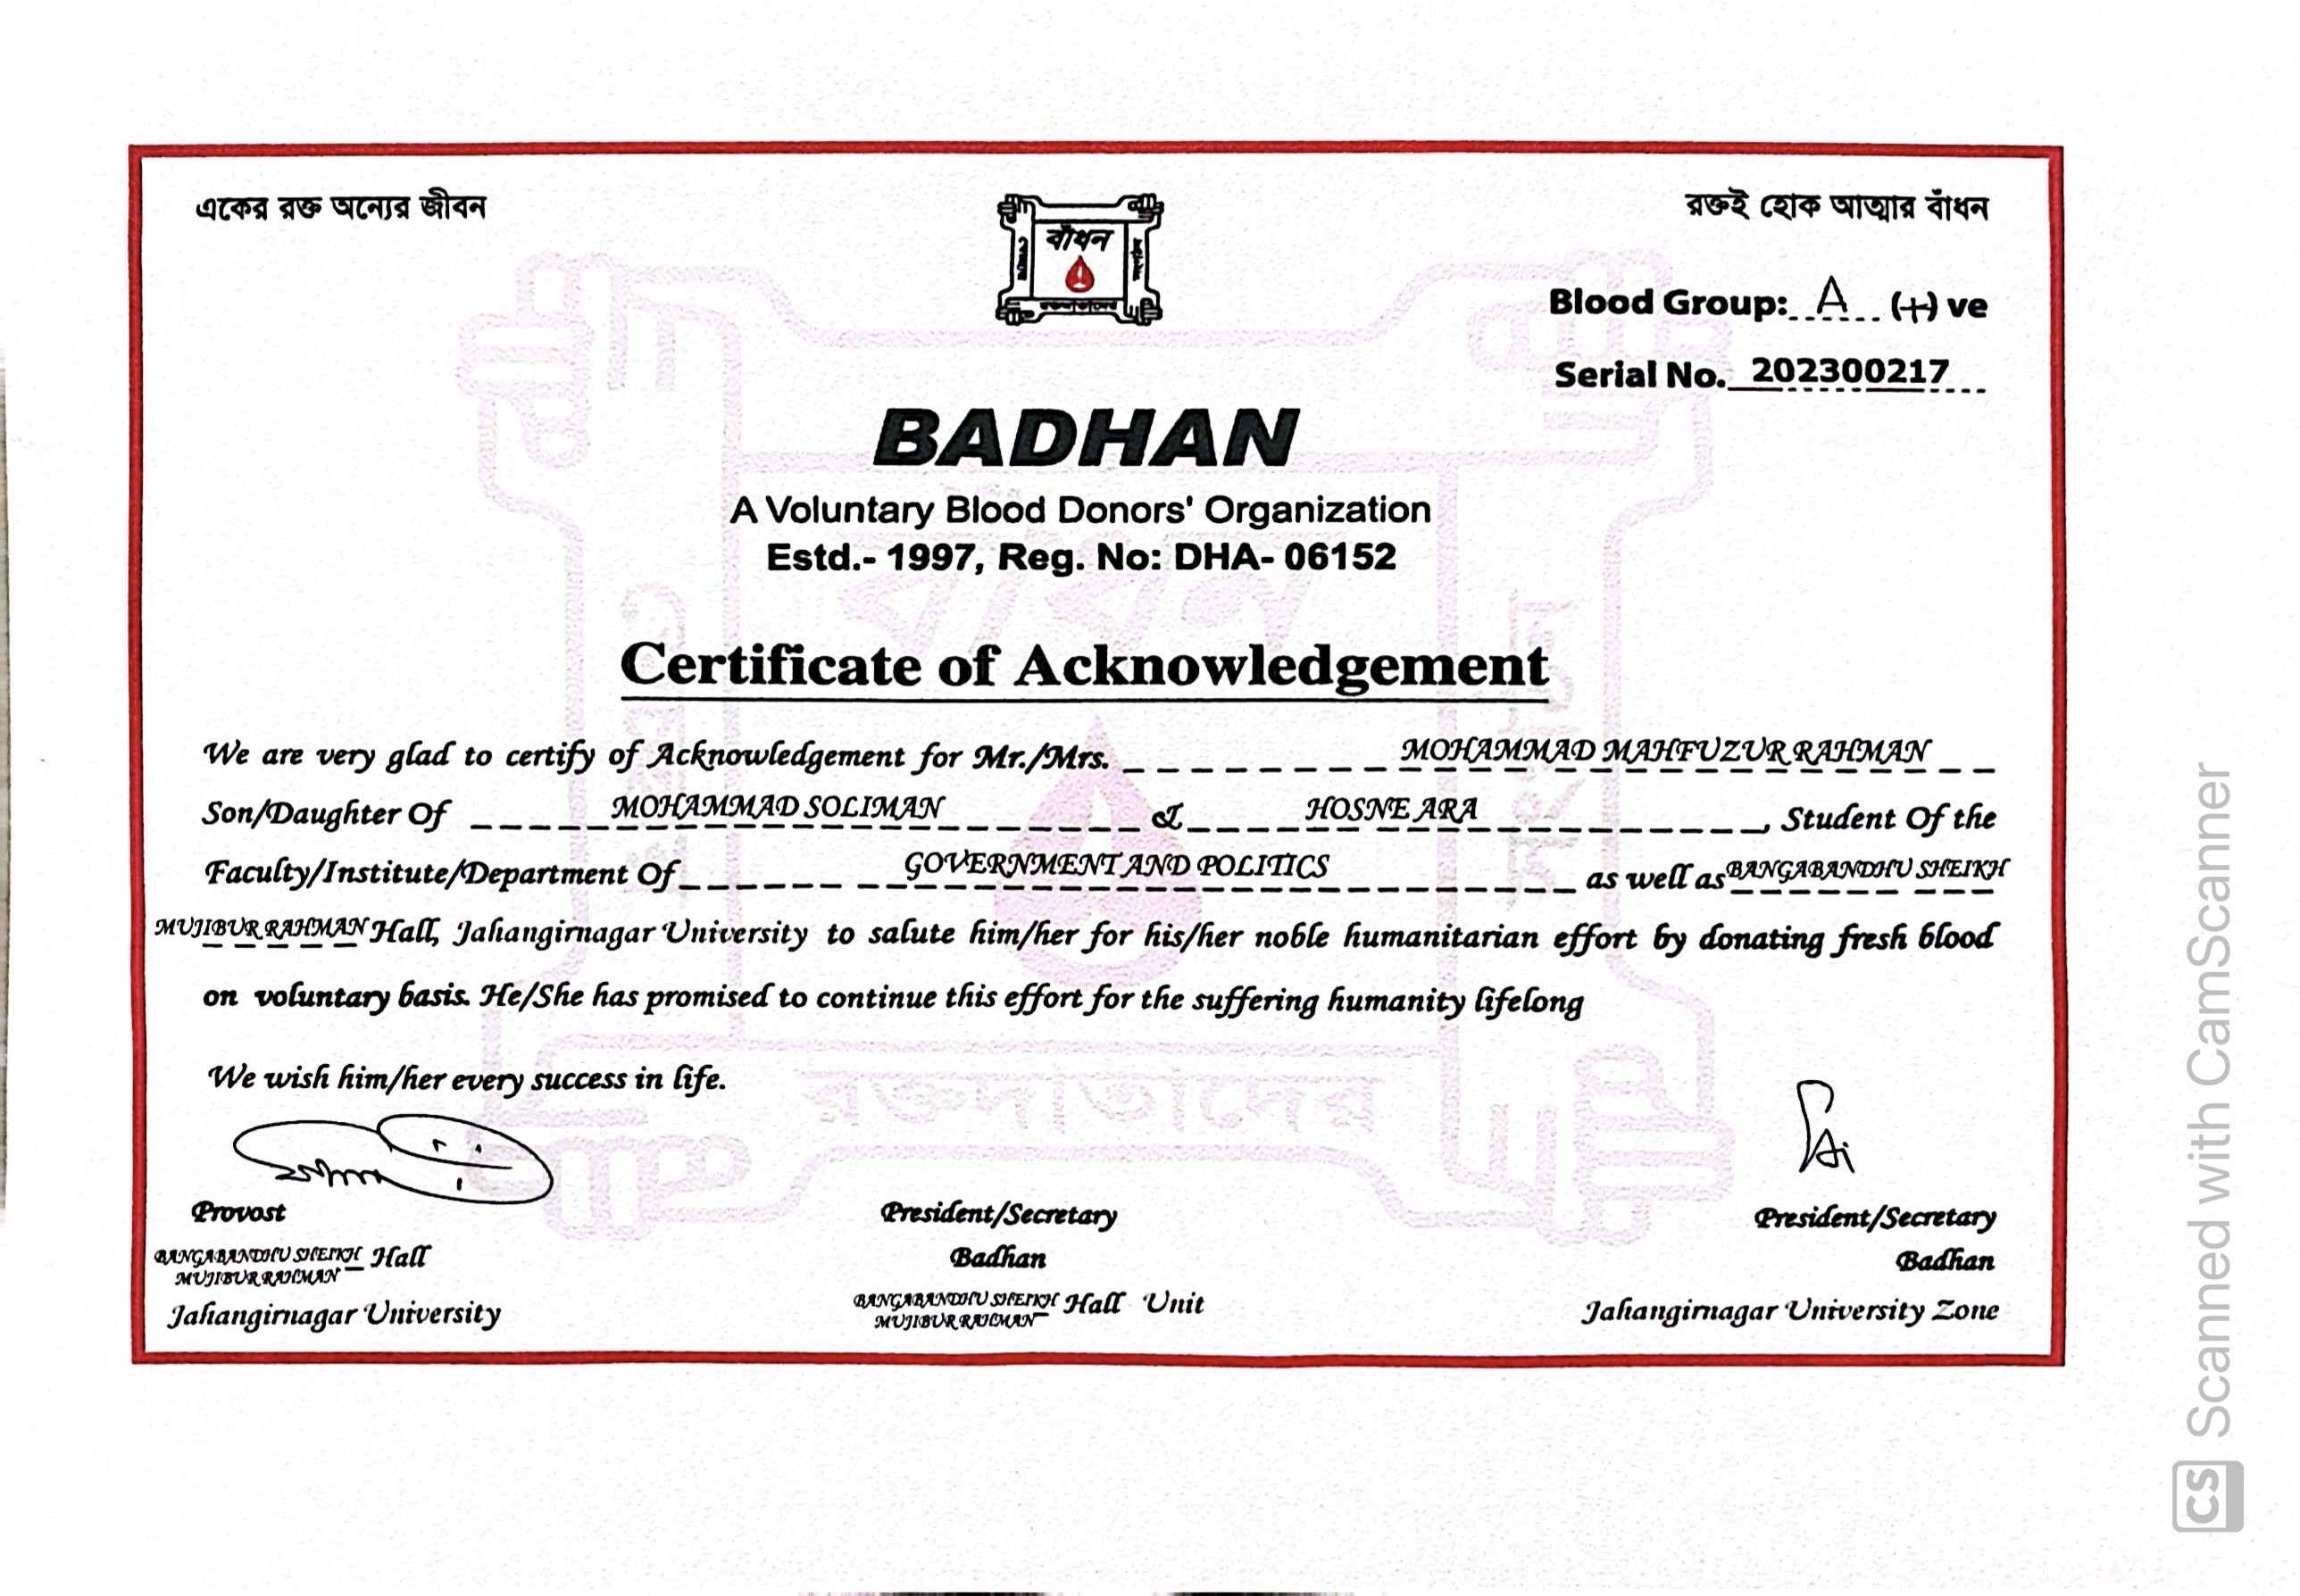 একের রক্ত অন্যের জীবন
রক্তই হোক আত্মার বাঁধন
বাঁধন
Blood Group: A (+) ve
Serial No. 202300217
BADHAN
A Voluntary Blood Donors' Organization
Estd.- 1997, Reg. No: DHA- 06152
Certificate of Acknowledgement
We are very glad to certify of Acknowledgement for Mr./Mrs. MOHAMMAD MAHFUZUR RAHMAN
Son/Daughter Of MOHAMMAD SOLIMAN & HOSNE ARA, Student Of the
Faculty/Institute/Department Of GOVERNMENT AND POLITICS as well as BANGABANDHU SHEIKH
MUJIBUR RAHMAN Hall, Jahangirnagar University to salute him/her for his/her noble humanitarian effort by donating fresh blood
on voluntary basis. He/She has promised to continue this effort for the suffering humanity lifelong
We wish him/her every success in life.
রক্তদাতাদের
Provost
BANGABANDHU SHEIKH Hall
MUJIBUR RAHMAN
Jahangirnagar University
President/Secretary
Badhan
BANGABANDHU SHEIKH Hall Unit
MUJIBUR RAHMAN
President/Secretary
Badhan
Jahangirnagar University Zone
CS Scanned with CamScanner